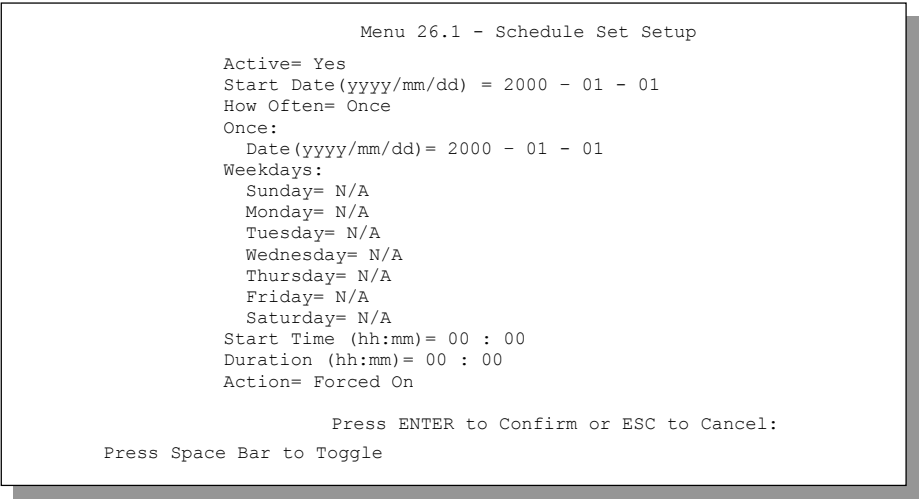 Menu 26.1 - Schedule Set Setup
Active= Yes
Start Date(yyyy/mm/dd) = 2000 – 01 - 01
How Often= Once
Once:
Date(yyyy/mm/dd)= 2000 – 01 - 01
Weekdays:
Sunday= N/A
Monday= N/A
Tuesday= N/A
Wednesday= N/A
Thursday= N/A
Friday= N/A
Saturday= N/A
Start Time (hh:mm)= 00 : 00
Duration (hh:mm)= 00 : 00
Action= Forced On
Press ENTER to Confirm or ESC to Cancel:
Press Space Bar to Toggle